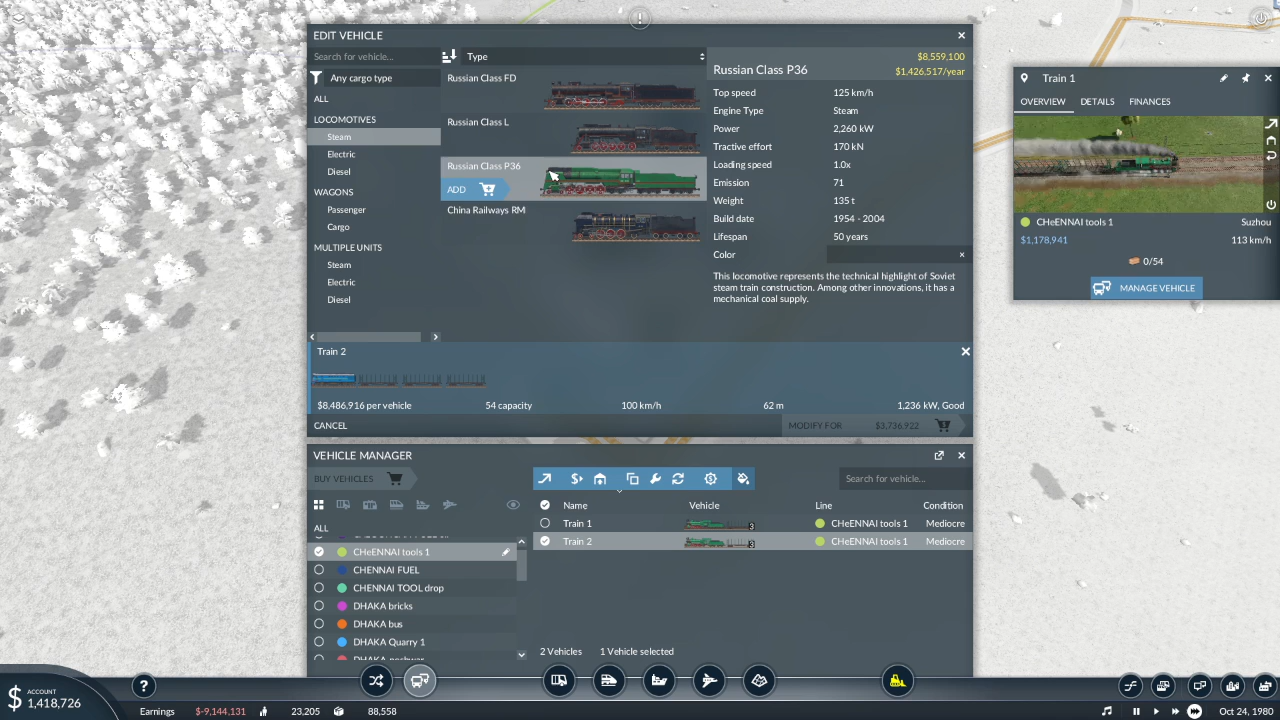 EDIT VEHICLE
Search for vehicle...
Type
Any cargo type
ALL
LOCOMOTIVES
Steam
Electric
Diesel
WAGONS
Passenger
Cargo
MULTIPLE UNITS
Steam
Electric
Diesel
Russian Class FD
Russian Class L
Russian Class P36
ADD
China Railways RM
$8,559,100
Russian Class P36
$1,426,517/year
Top speed 125 km/h
Engine Type Steam
Power 2,260 kW
Tractive effort 170 kN
Loading speed 1.0x
Emission 71
Weight 135 t
Build date 1954 - 2004
Lifespan 50 years
Color
This locomotive represents the technical highlight of Soviet
steam train construction. Among other innovations, it has a
mechanical coal supply.
Train 2
$8,486,916 per vehicle 54 capacity 100 km/h 62 m 1,236 kW, Good
CANCEL MODIFY FOR $3,736,922
Train 1
OVERVIEW DETAILS FINANCES
CHeENNAI tools 1 Suzhou
$1,178,941 113 km/h
0/54
MANAGE VEHICLE
VEHICLE MANAGER
BUY VEHICLES
Search for vehicle...
ALL
CHeENNAI tools 1
CHENNAI FUEL
CHENNAI TOOL drop
DHAKA bricks
DHAKA bus
DHAKA Quarry 1
Name Vehicle Line Condition
Train 1 3 CHeENNAI tools 1 Mediocre
Train 2 3 CHeENNAI tools 1 Mediocre
2 Vehicles 1 Vehicle selected
$ ACCOUNT
1,418,726
?
Earnings $-9,144,131 23,205 88,558
Oct 24, 1980